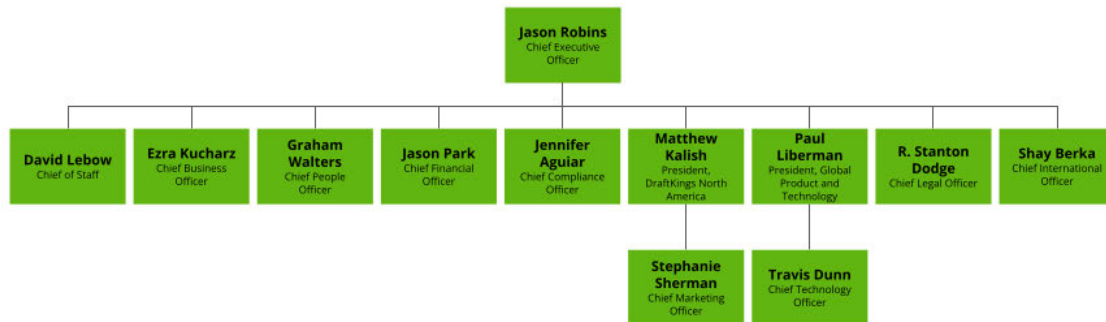 Jason Robins
Chief Executive
Officer
David Lebow
Chief of Staff
Ezra Kucharz
Chief Business
Officer
Graham
Walters
Chief People
Officer
Jason Park
Chief Financial
Officer
Jennifer
Aguiar
Chief Compliance
Officer
Matthew
Kalish
President,
DraftKings North
America
Paul
Liberman
President, Global
Product and
Technology
R. Stanton
Dodge
Chief Legal Officer
Shay Berka
Chief International
Officer
Stephanie
Sherman
Chief Marketing
Officer
Travis Dunn
Chief Technology
Officer